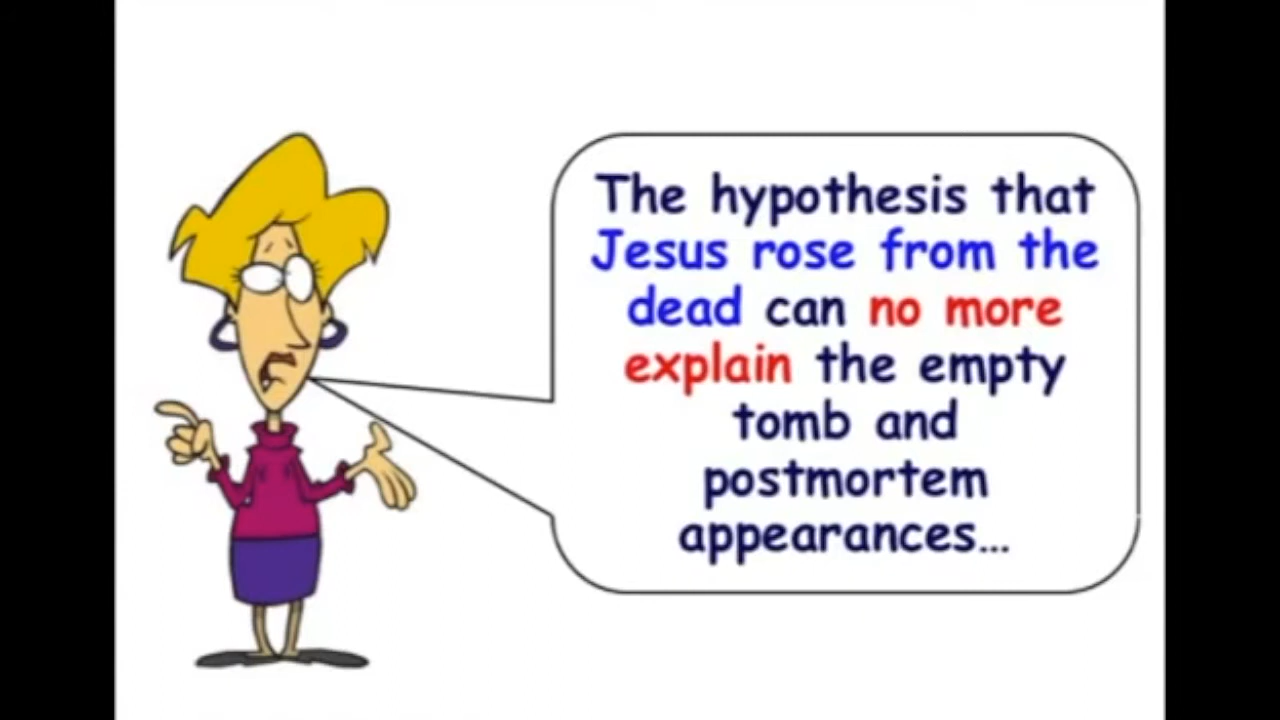 The hypothesis that
Jesus rose from the
dead can no more
explain the empty
tomb and
postmortem
appearances...